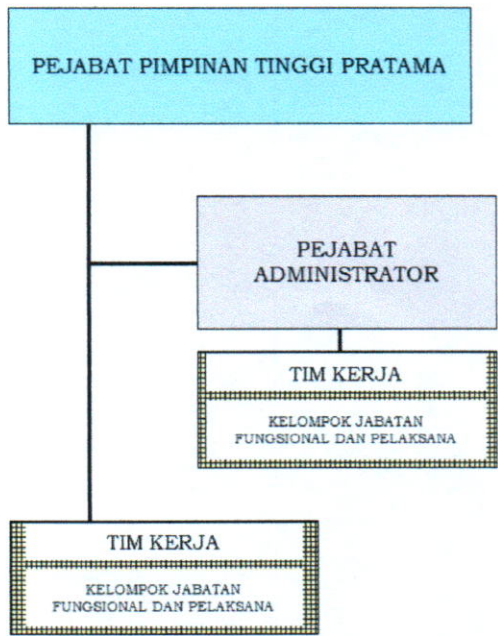 PEJABAT PIMPINAN TINGGI PRATAMA
PEJABAT
ADMINISTRATOR
TIM KERJA
KELOMPOK JABATAN
FUNGSIONAL DAN PELAKSANA
TIM KERJA
KELOMPOK JABATAN
FUNGSIONAL DAN PELAKSANA